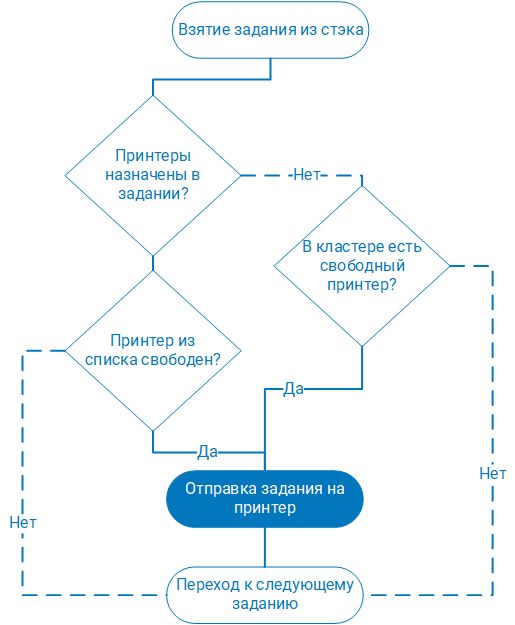 Взятие задания из стэка
Принтеры
назначены в
задании?
Нет
В кластере есть
свободный
принтер?
Принтер из
списка свободен?
Да
Да
Нет
Отправка задания на
принтер
Нет
Переход к следующему
заданию